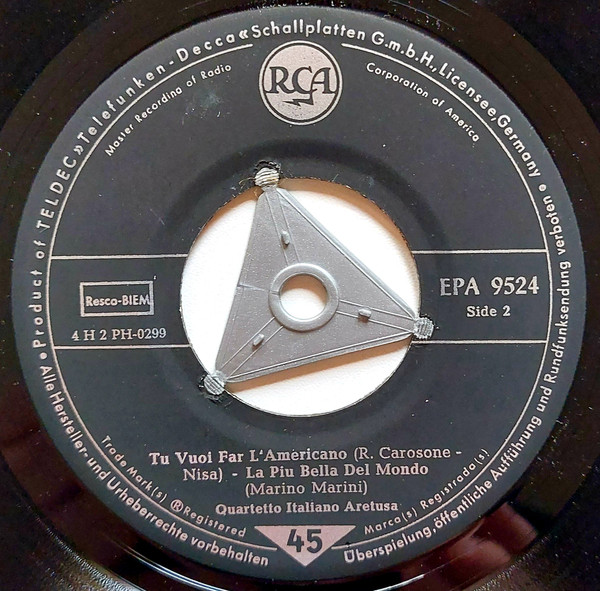 • Product of TELDEC »Telefunken-Decca« Schallplatten G.m.b.H., Licensee, Germany •
RCA
Master Recording of Radio
Corporation of America
Resco-BIEM
4 H 2 PH-0299
EPA 9524
Side 2
Tu Vuoi Far L'Americano (R. Carosone -
Nisa) - La Piu Bella Del Mondo
(Marino Marini)
Quartetto Italiano Aretusa
Trade Mark(s) ® Registered
Marca(s) Registrada(s)
45
Alle Hersteller- und Urheberrechte vorbehalten
Überspielung, öffentliche Aufführung und Rundfunksendung verboten